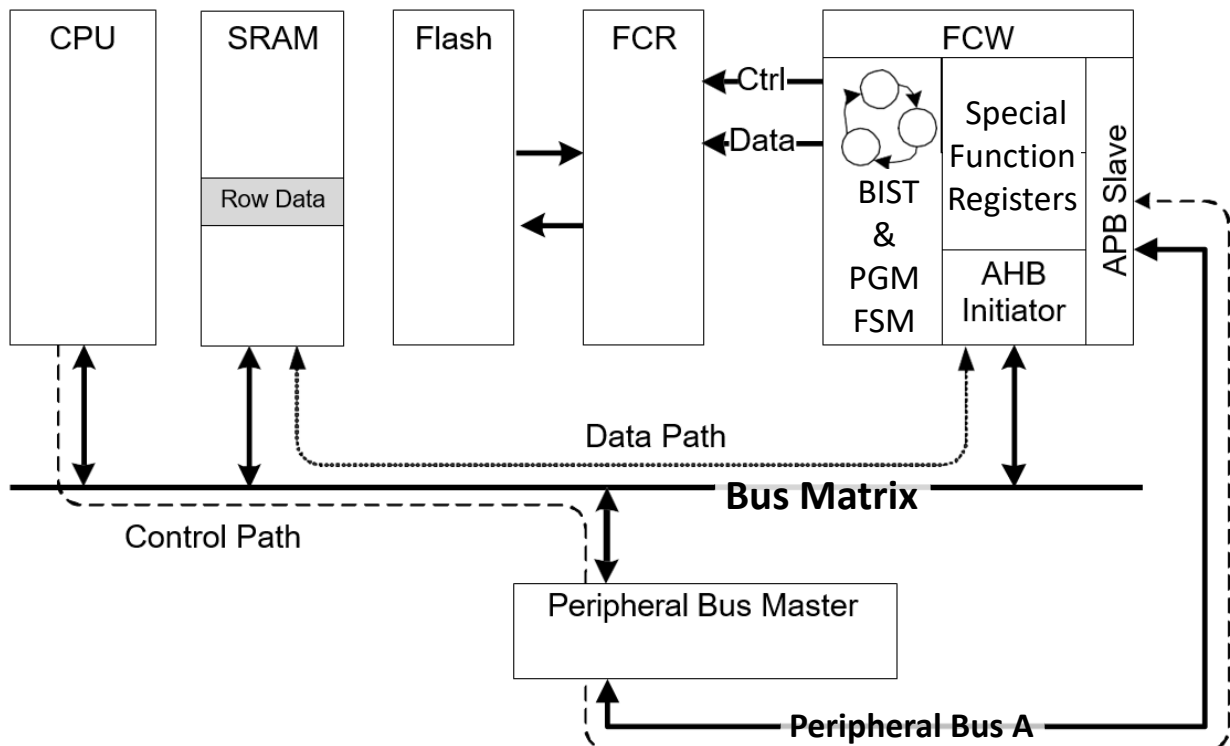 CPU
SRAM
Flash
FCR
FCW
Row Data
Ctrl
Data
BIST
&
PGM
FSM
Special
Function
Registers
AHB
Initiator
APB Slave
Data Path
Bus Matrix
Control Path
Peripheral Bus Master
Peripheral Bus A